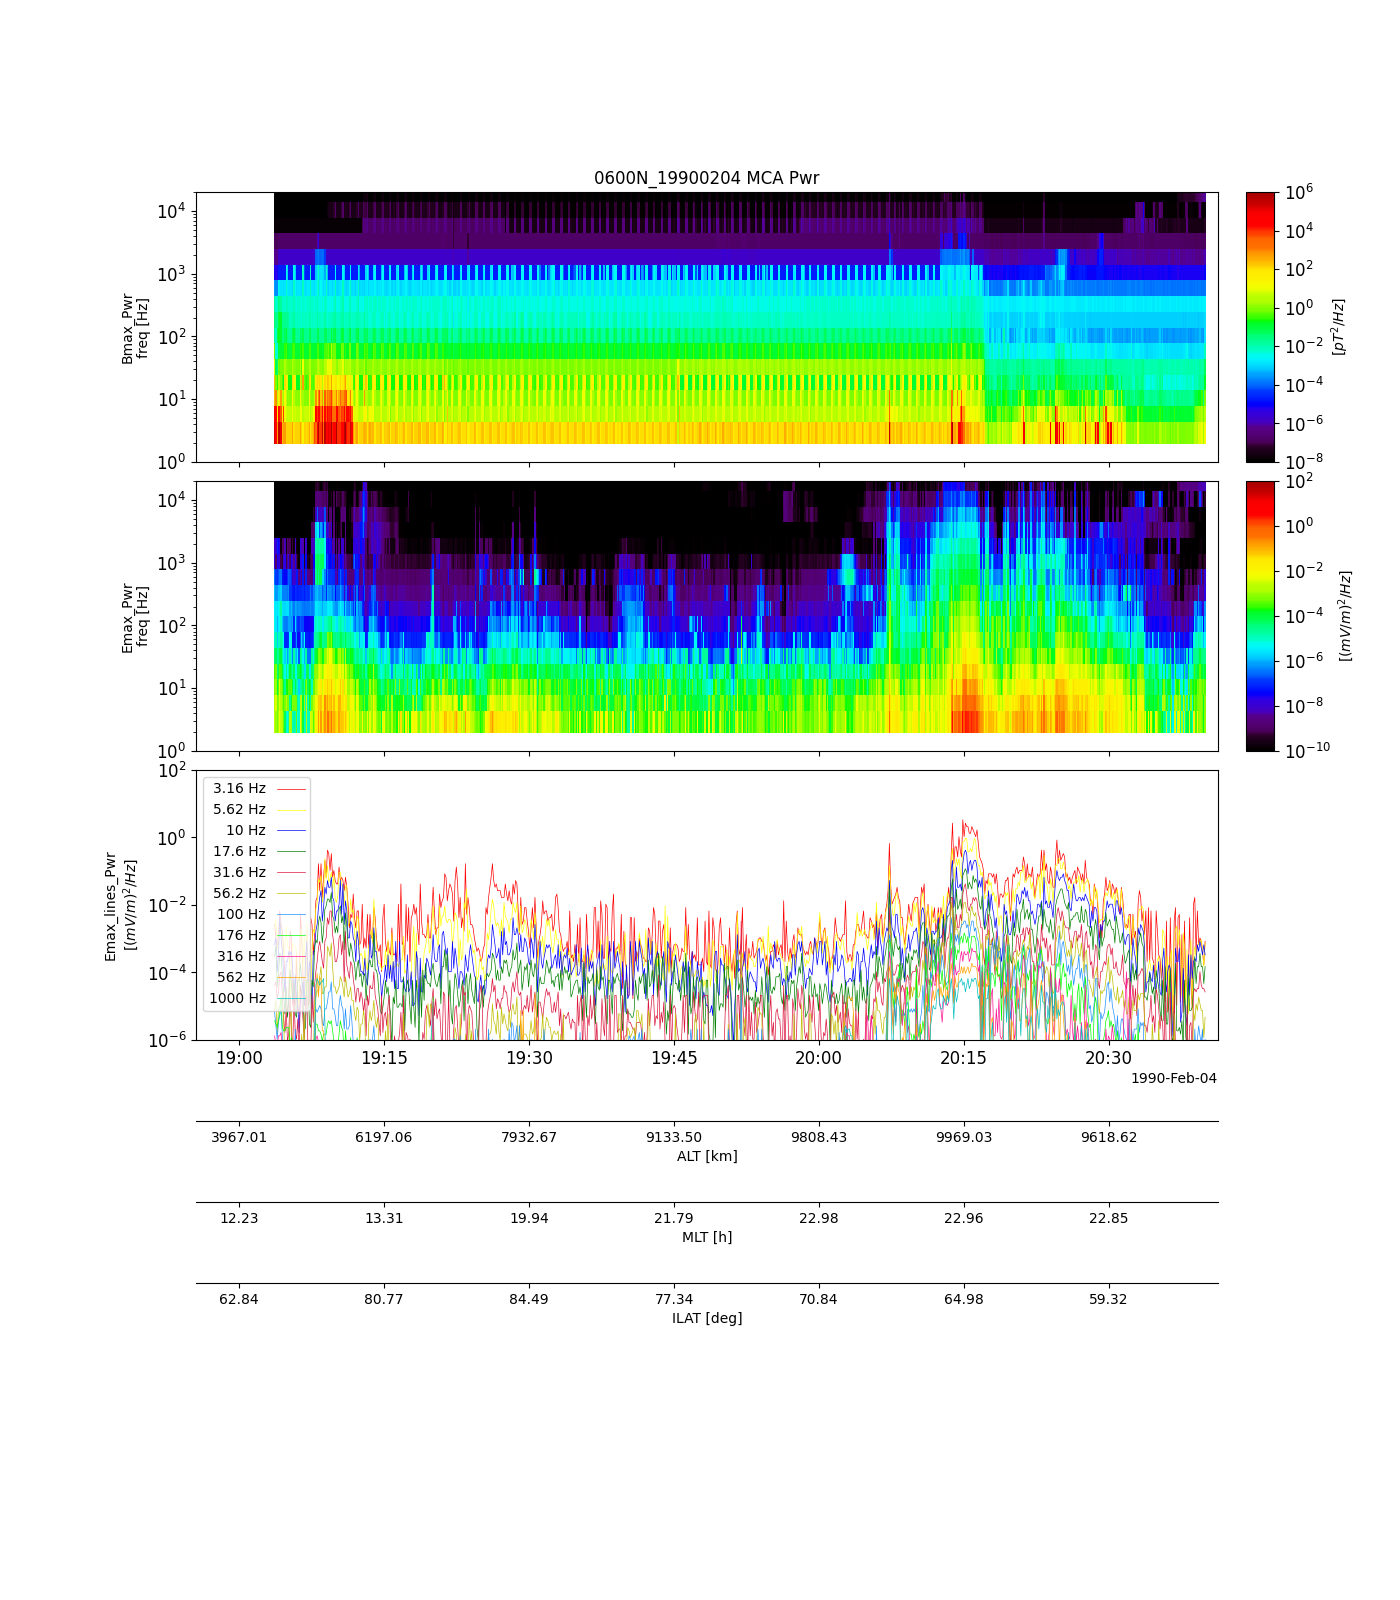 0600N_19900204 MCA Pwr
Bmax_Pwr
freq [Hz]
10^4
10^3
10^2
10^1
10^0
10^6
10^4
10^2
10^0
10^-2
10^-4
10^-6
10^-8
[pT^2/Hz]
Emax_Pwr
freq [Hz]
10^4
10^3
10^2
10^1
10^0
10^2
10^0
10^-2
10^-4
10^-6
10^-8
10^-10
[(mV/m)^2/Hz]
Emax_lines_Pwr
[(mV/m)^2/Hz]
10^2
10^0
10^-2
10^-4
10^-6
3.16 Hz
5.62 Hz
10 Hz
17.6 Hz
31.6 Hz
56.2 Hz
100 Hz
176 Hz
316 Hz
562 Hz
1000 Hz
19:00 19:15 19:30 19:45 20:00 20:15 20:30
1990-Feb-04
3967.01 6197.06 7932.67 9133.50 9808.43 9969.03 9618.62
ALT [km]
12.23 13.31 19.94 21.79 22.98 22.96 22.85
MLT [h]
62.84 80.77 84.49 77.34 70.84 64.98 59.32
ILAT [deg]